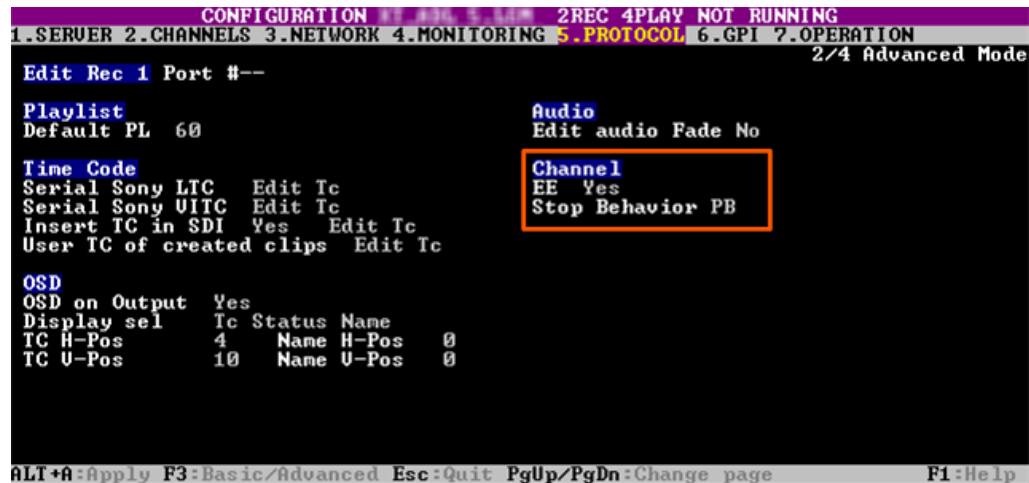 CONFIGURATION 2REC 4PLAY NOT RUNNING
1.SERVER 2.CHANNELS 3.NETWORK 4.MONITORING 5.PROTOCOL 6.GPI 7.OPERATION
2/4 Advanced Mode
Edit Rec 1 Port #--
Playlist
Default PL 60
Audio
Edit audio Fade No
Time Code
Serial Sony LTC Edit Tc
Serial Sony VITC Edit Tc
Insert TC in SDI Yes Edit Tc
User TC of created clips Edit Tc
Channel
EE Yes
Stop Behavior PB
OSD
OSD on Output Yes
Display sel Tc Status Name
TC H-Pos 4 Name H-Pos 0
TC V-Pos 10 Name V-Pos 0
ALT+A:Apply F3:Basic/Advanced Esc:Quit PgUp/PgDn:Change page F1:Help